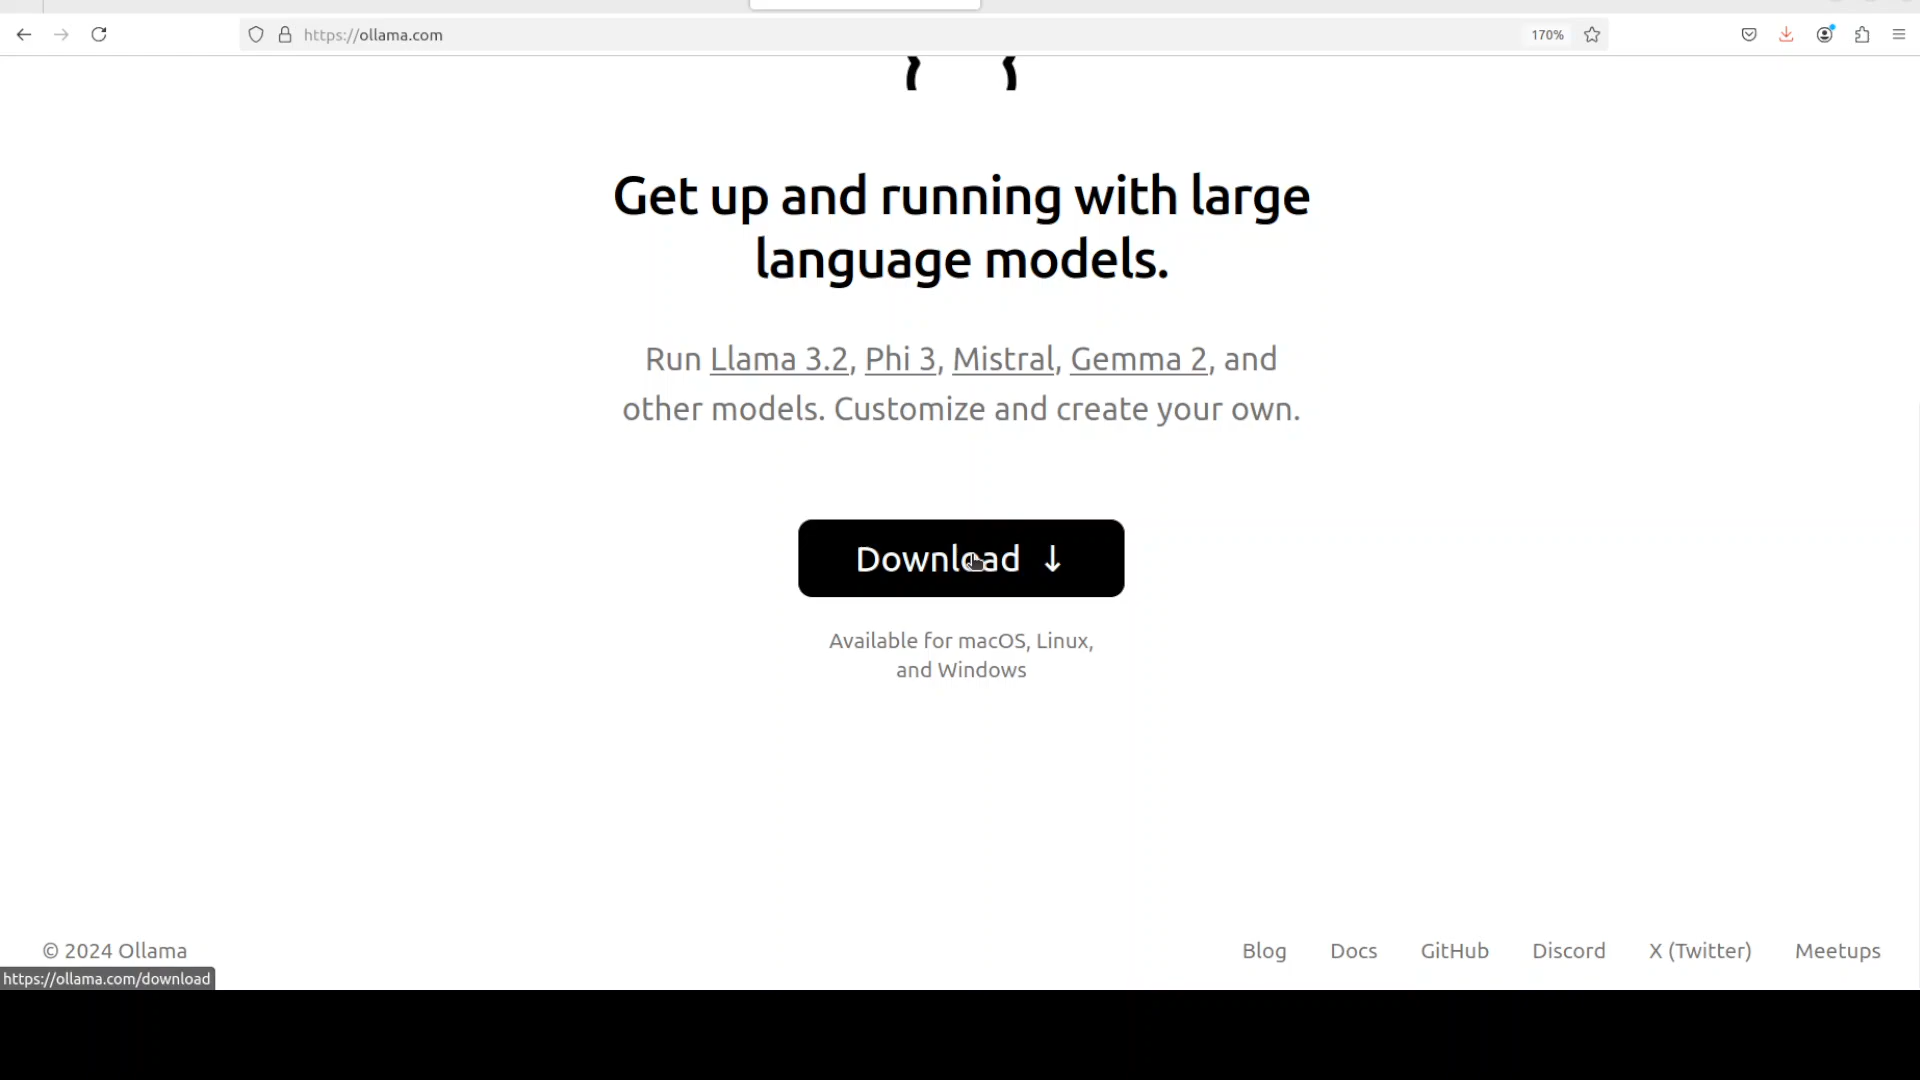 https://ollama.com
170%
Get up and running with large
language models.
Run Llama 3.2, Phi 3, Mistral, Gemma 2, and
other models. Customize and create your own.
Download ↓
Available for macOS, Linux,
and Windows
© 2024 Ollama
Blog
Docs
GitHub
Discord
X (Twitter)
Meetups
https://ollama.com/download